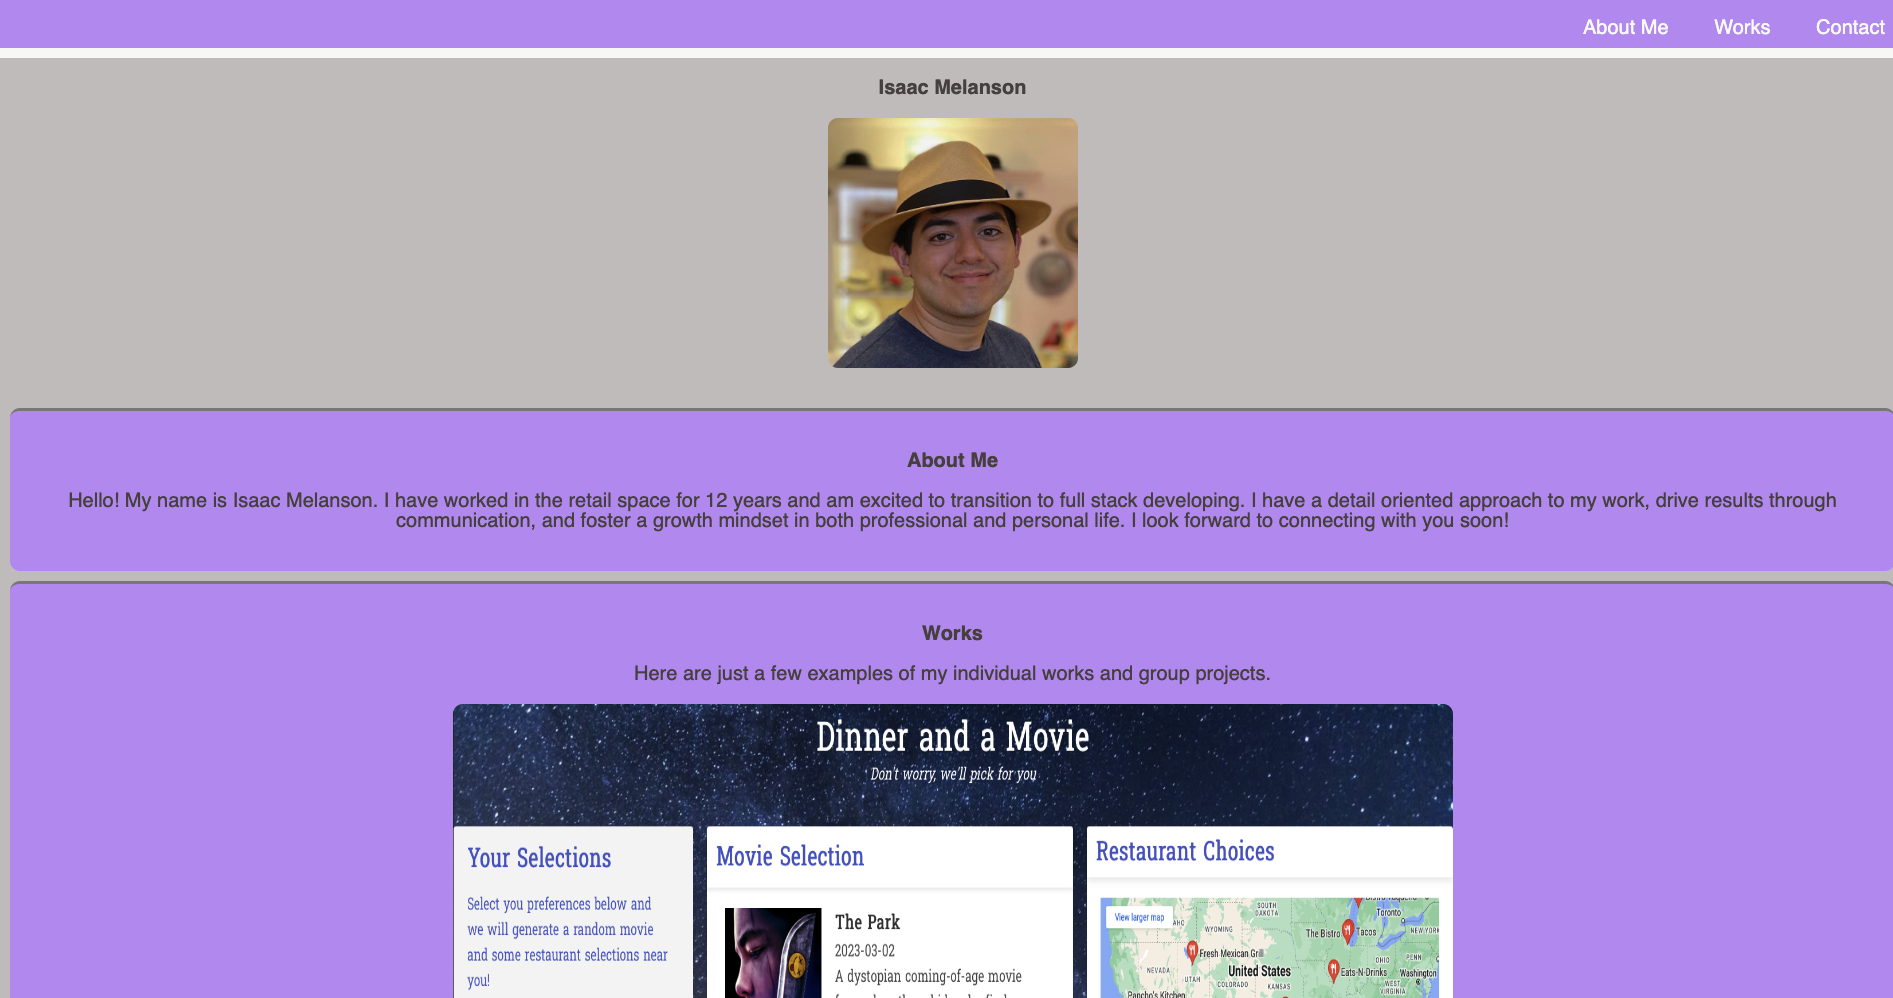 About Me Works Contact
Isaac Melanson
About Me
Hello! My name is Isaac Melanson. I have worked in the retail space for 12 years and am excited to transition to full stack developing. I have a detail oriented approach to my work, drive results through
communication, and foster a growth mindset in both professional and personal life. I look forward to connecting with you soon!
Works
Here are just a few examples of my individual works and group projects.
Dinner and a Movie
Don't worry, we'll pick for you
Your Selections
Select you preferences below and
we will generate a random movie
and some restaurant selections near
you!
Movie Selection
The Park
2023-03-02
A dystopian coming-of-age movie
Restaurant Choices
View larger map
SOUTH
DAKOTA
Toronto
WYOMING
The Bistro
Tacos
NEW YORK
Fresh Mexican Grill
NEVADA
United States
Eats-N-Drinks
PENN
Washington
UTAH
COLORADO
KANSAS
WEST
VIRGINIA
Pancho's Kitchen